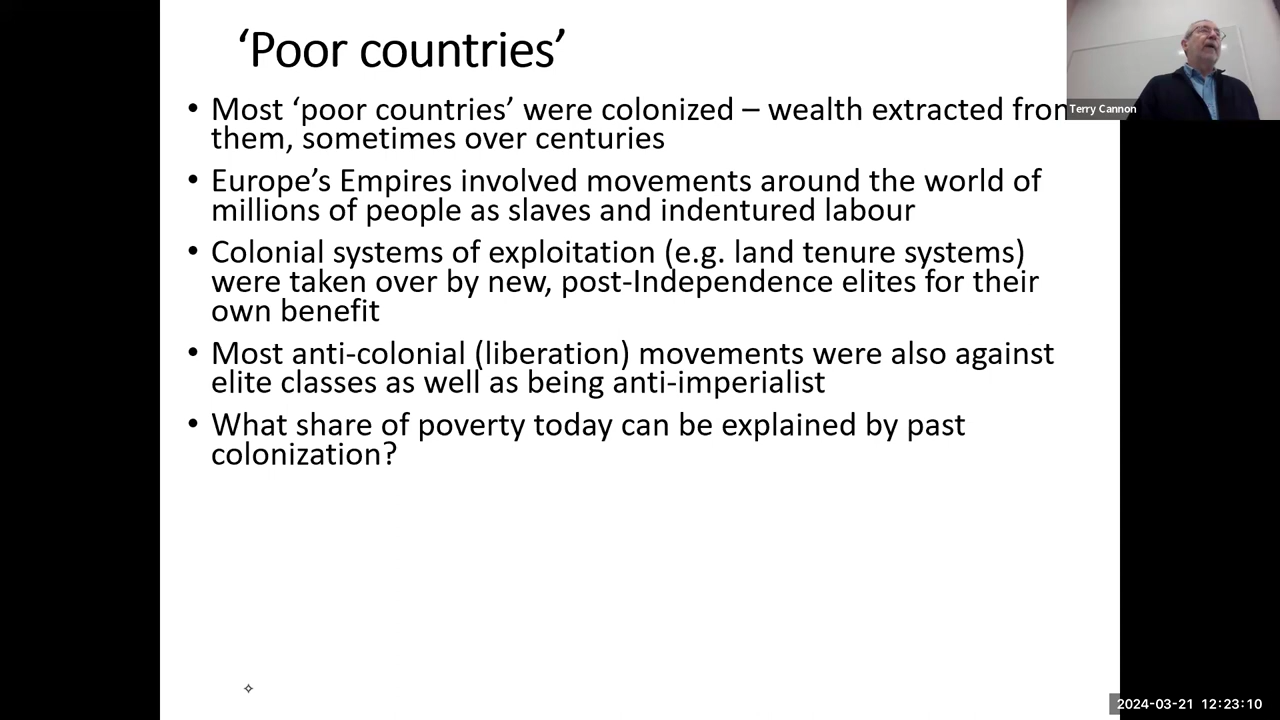 ‘Poor countries’
• Most ‘poor countries’ were colonized – wealth extracted from
them, sometimes over centuries
• Europe’s Empires involved movements around the world of
millions of people as slaves and indentured labour
• Colonial systems of exploitation (e.g. land tenure systems)
were taken over by new, post-Independence elites for their
own benefit
• Most anti-colonial (liberation) movements were also against
elite classes as well as being anti-imperialist
• What share of poverty today can be explained by past
colonization?
Terry Cannon
2024-03-21 12:23:10